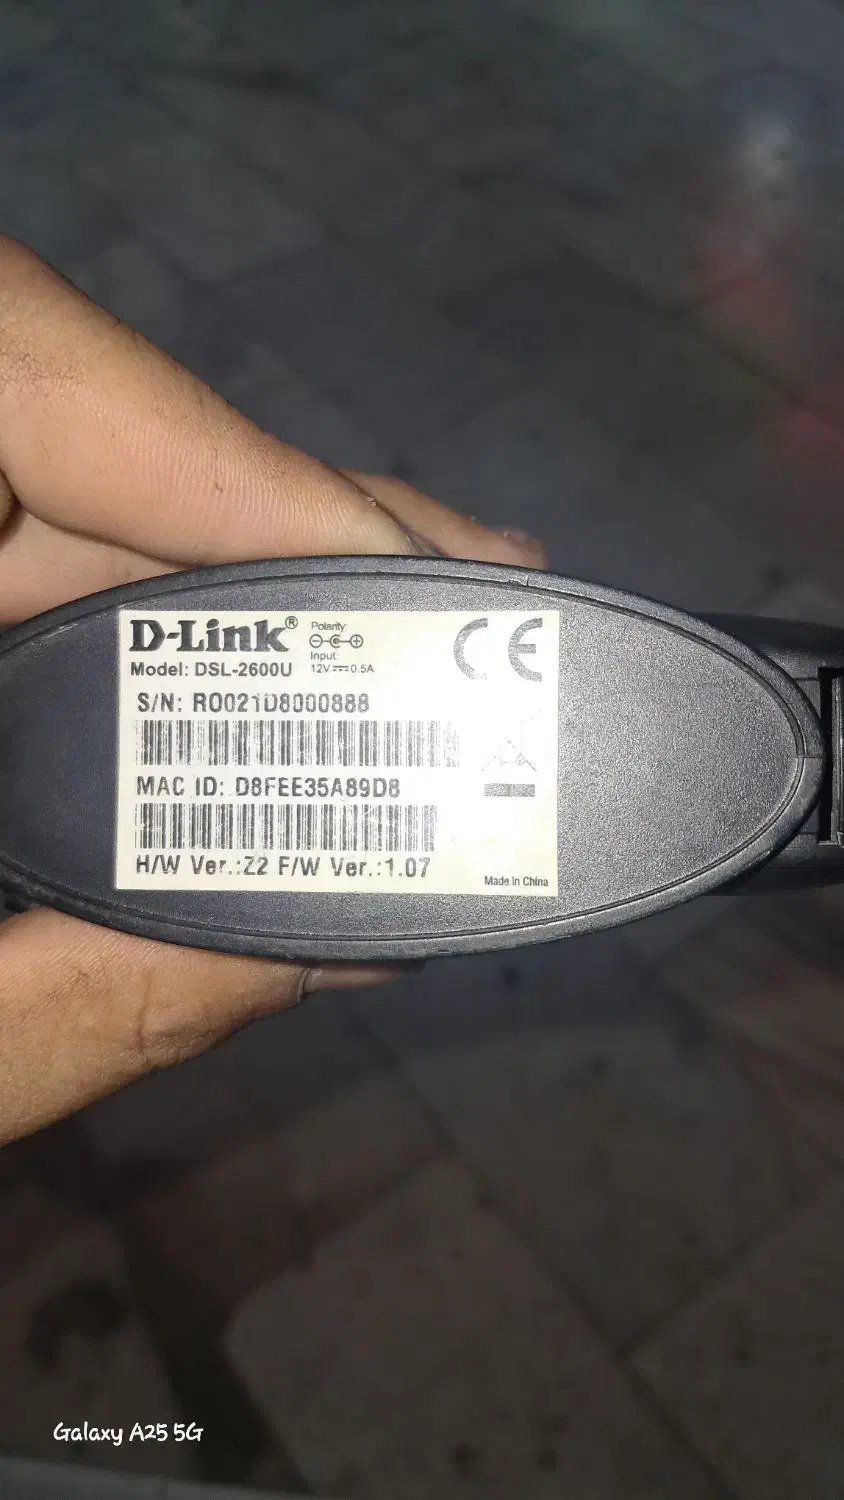 D-Link®
Polarity:
Input:
Model: DSL-2600U
12V⎓0.5A
S/N: R0021D8000888
MAC ID: D8FEE35A89D8
H/W Ver.:Z2 F/W Ver.:1.07
Made In China
CE
Galaxy A25 5G